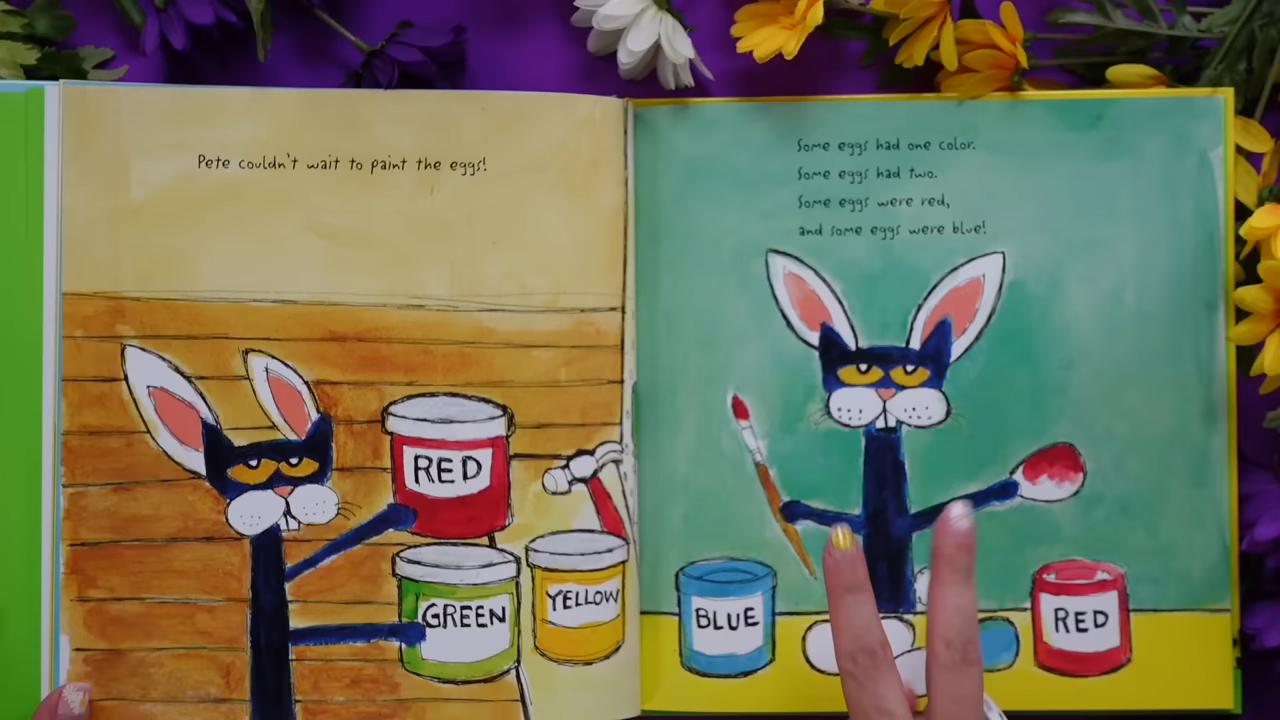 Pete couldn't wait to paint the eggs!
RED
GREEN
YELLOW
Some eggs had one color.
Some eggs had two.
Some eggs were red,
and some eggs were blue!
BLUE
RED